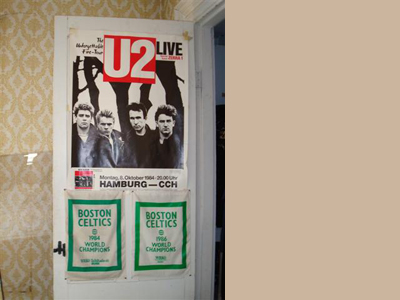 The
Unforgettable
Fire-Tour
U2
LIVE
Montag, 8. Oktober 1984 · 20.00 Uhr
HAMBURG — CCH
BOSTON
CELTICS
1984
WORLD
CHAMPIONS
BOSTON
CELTICS
1986
WORLD
CHAMPIONS